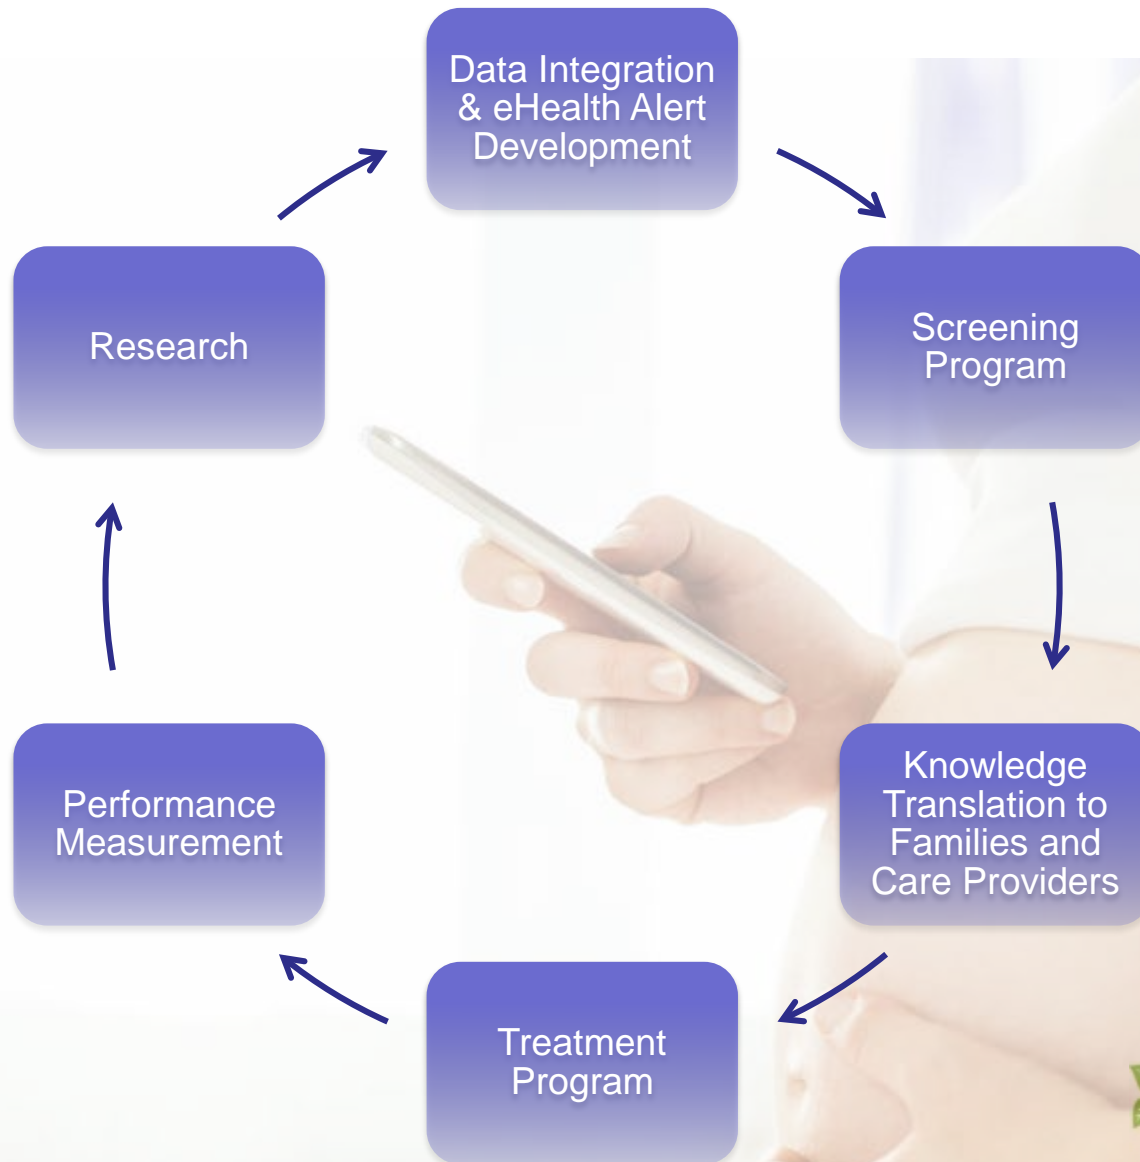 Data Integration
& eHealth Alert
Development
Screening
Program
Knowledge
Translation to
Families and
Care Providers
Treatment
Program
Performance
Measurement
Research